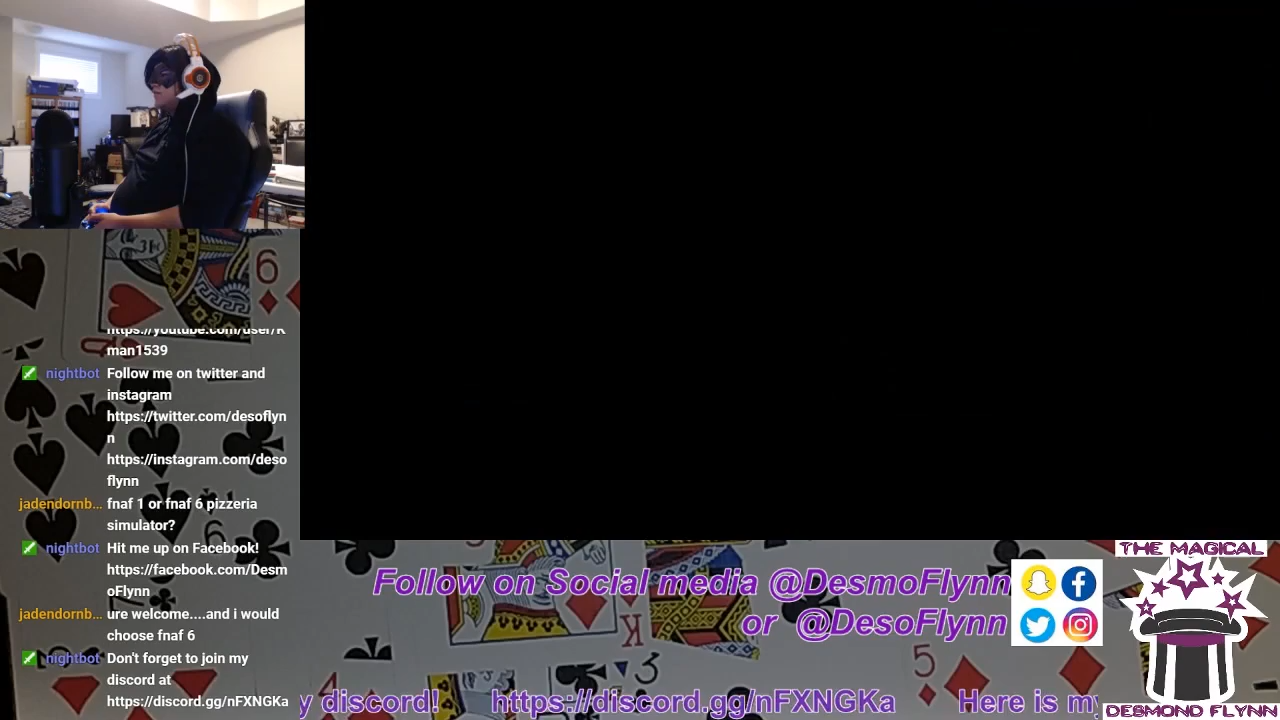 https://youtube.com/user/K
man1539
nightbot Follow me on twitter and
instagram
https://twitter.com/desoflyn
n
https://instagram.com/deso
flynn
jadendornb... fnaf 1 or fnaf 6 pizzeria
simulator?
nightbot Hit me up on Facebook!
https://facebook.com/Desm
oFlynn
jadendornb... ure welcome....and i would
choose fnaf 6
nightbot Don't forget to join my
discord at
https://discord.gg/nFXNGKa
6
Follow on Social media @DesmoFlynn
or @DesoFlynn
K
3
5
y discord! https://discord.gg/nFXNGKa Here is my
THE MAGICAL
DESMOND FLYNN